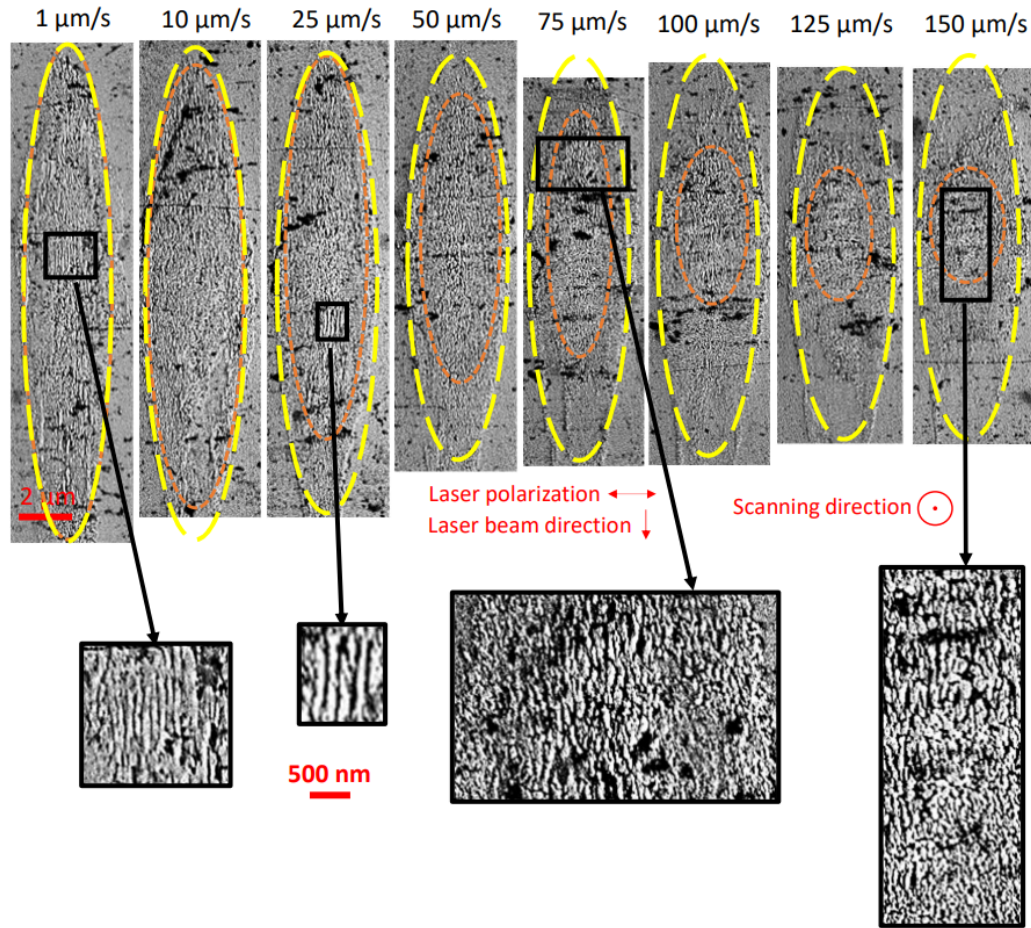 1 µm/s
10 µm/s
25 µm/s
50 µm/s
75 µm/s
100 µm/s
125 µm/s
150 µm/s
2 µm
Laser polarization
Laser beam direction
Scanning direction
500 nm